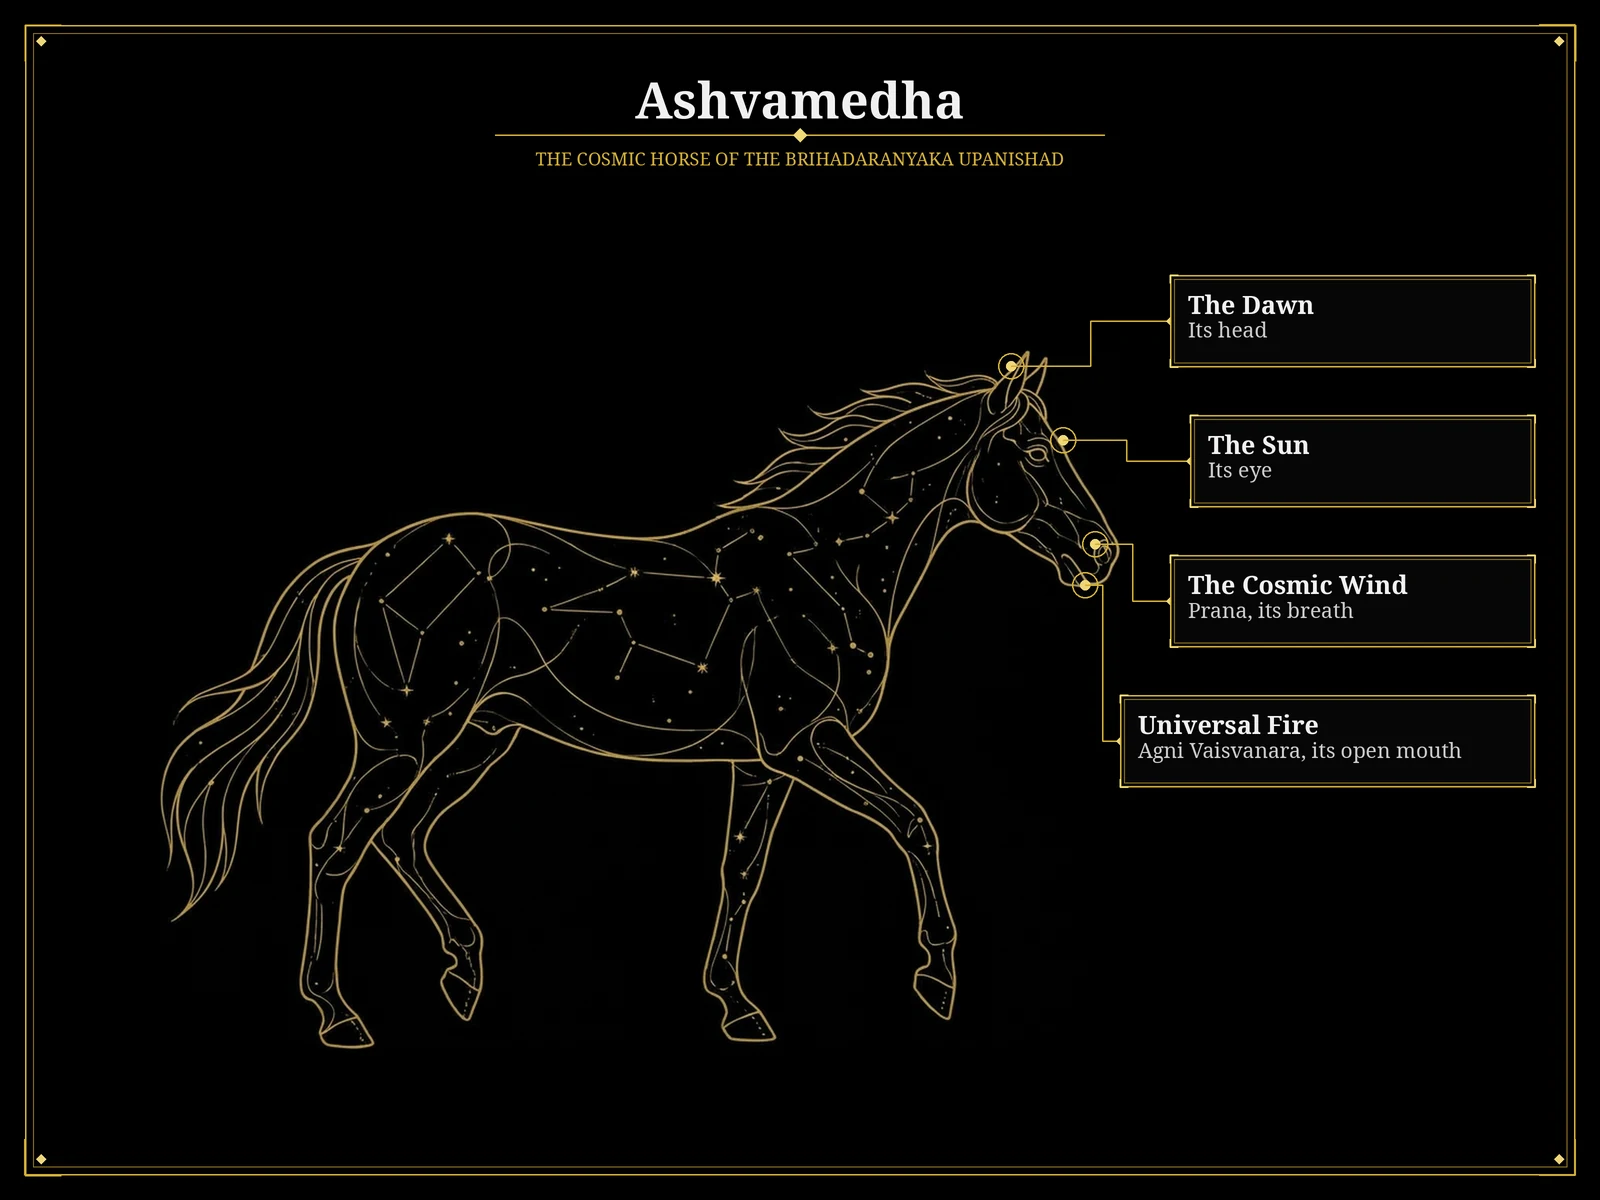 Ashvamedha
THE COSMIC HORSE OF THE BRIHADARANYAKA UPANISHAD
The Dawn
Its head
The Sun
Its eye
The Cosmic Wind
Prana, its breath
Universal Fire
Agni Vaisvanara, its open mouth